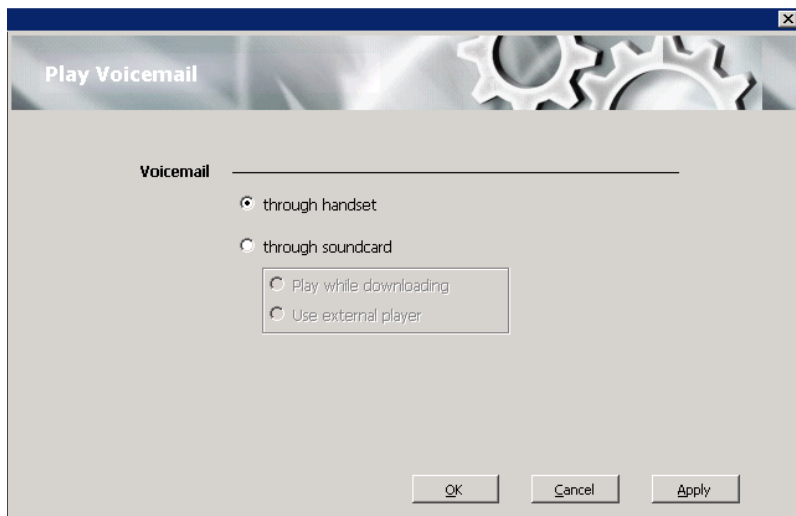 Play Voicemail
Voicemail
through handset
through soundcard
Play while downloading
Use external player
OK Cancel Apply